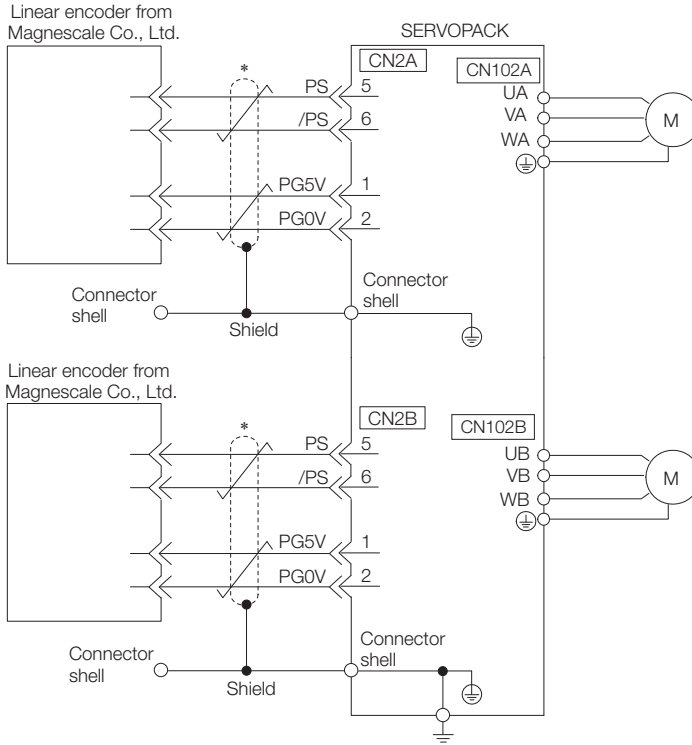 Linear encoder from
Magnescale Co., Ltd.
SERVOPACK
CN2A
CN102A
*
PS
5
/PS
6
PG5V
1
PG0V
2
UA
VA
WA
M
Connector
shell
Shield
Connector
shell
Linear encoder from
Magnescale Co., Ltd.
CN2B
CN102B
*
PS
5
/PS
6
PG5V
1
PG0V
2
UB
VB
WB
M
Connector
shell
Shield
Connector
shell